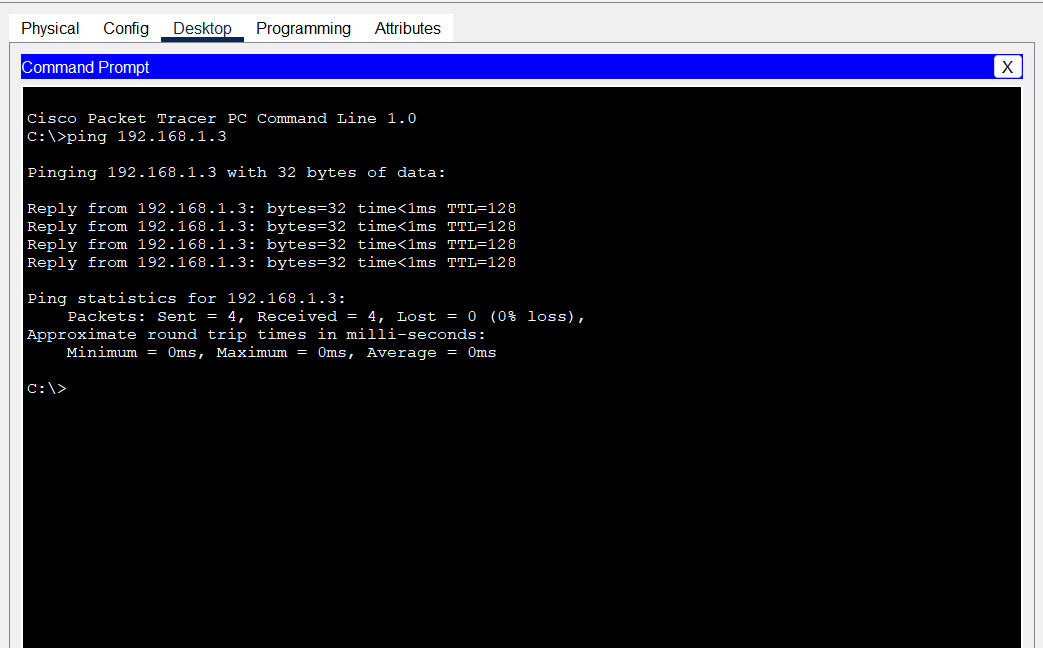 Physical Config Desktop Programming Attributes
Command Prompt X
Cisco Packet Tracer PC Command Line 1.0
C:\>ping 192.168.1.3
Pinging 192.168.1.3 with 32 bytes of data:
Reply from 192.168.1.3: bytes=32 time<1ms TTL=128
Reply from 192.168.1.3: bytes=32 time<1ms TTL=128
Reply from 192.168.1.3: bytes=32 time<1ms TTL=128
Reply from 192.168.1.3: bytes=32 time<1ms TTL=128
Ping statistics for 192.168.1.3:
    Packets: Sent = 4, Received = 4, Lost = 0 (0% loss),
Approximate round trip times in milli-seconds:
    Minimum = 0ms, Maximum = 0ms, Average = 0ms
C:\>